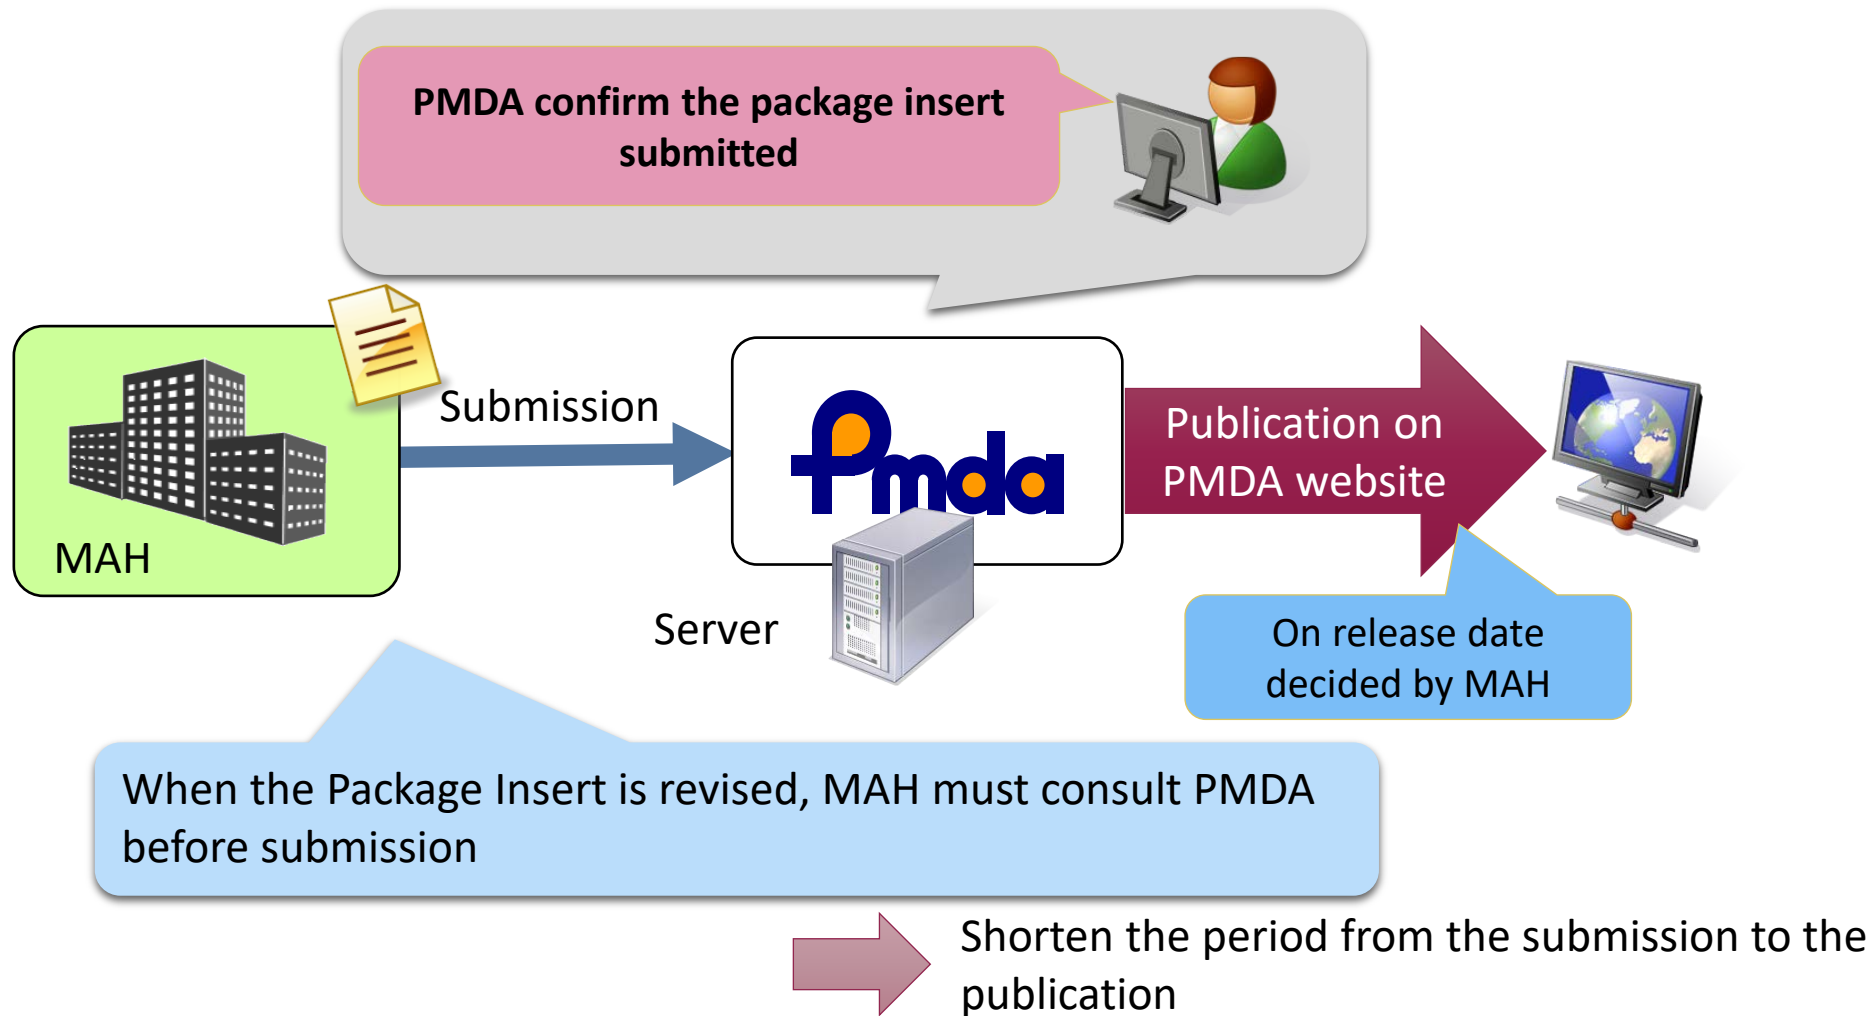 PMDA confirm the package insert
submitted
Submission
MAH
Pmda
Publication on
PMDA website
Server
On release date
decided by MAH
When the Package Insert is revised, MAH must consult PMDA
before submission
Shorten the period from the submission to the
publication